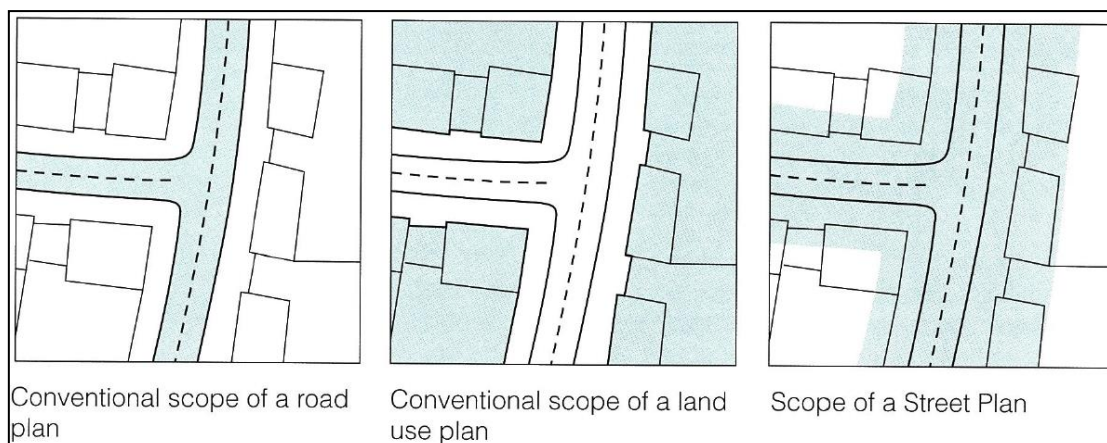 Conventional scope of a road
plan
Conventional scope of a land
use plan
Scope of a Street Plan